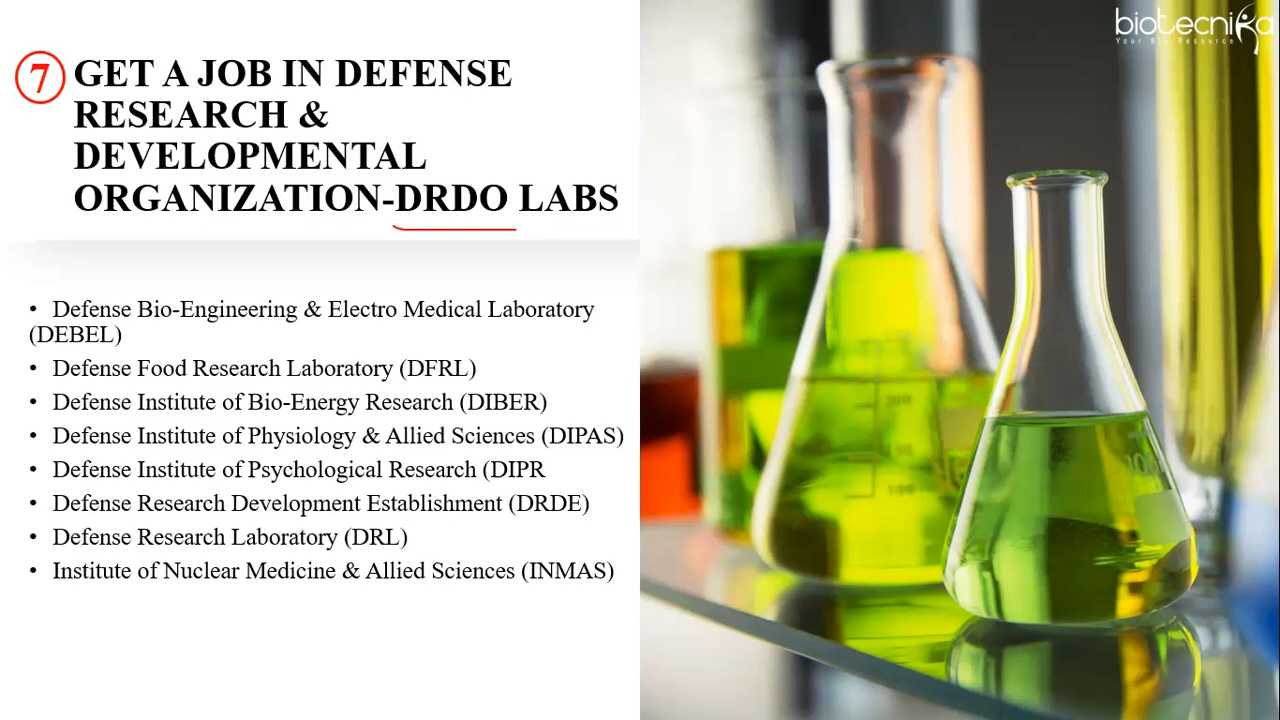 biotecnika
Your Bio Resource
7
GET A JOB IN DEFENSE
RESEARCH &
DEVELOPMENTAL
ORGANIZATION-DRDO LABS
• Defense Bio-Engineering & Electro Medical Laboratory
(DEBEL)
• Defense Food Research Laboratory (DFRL)
• Defense Institute of Bio-Energy Research (DIBER)
• Defense Institute of Physiology & Allied Sciences (DIPAS)
• Defense Institute of Psychological Research (DIPR
• Defense Research Development Establishment (DRDE)
• Defense Research Laboratory (DRL)
• Institute of Nuclear Medicine & Allied Sciences (INMAS)